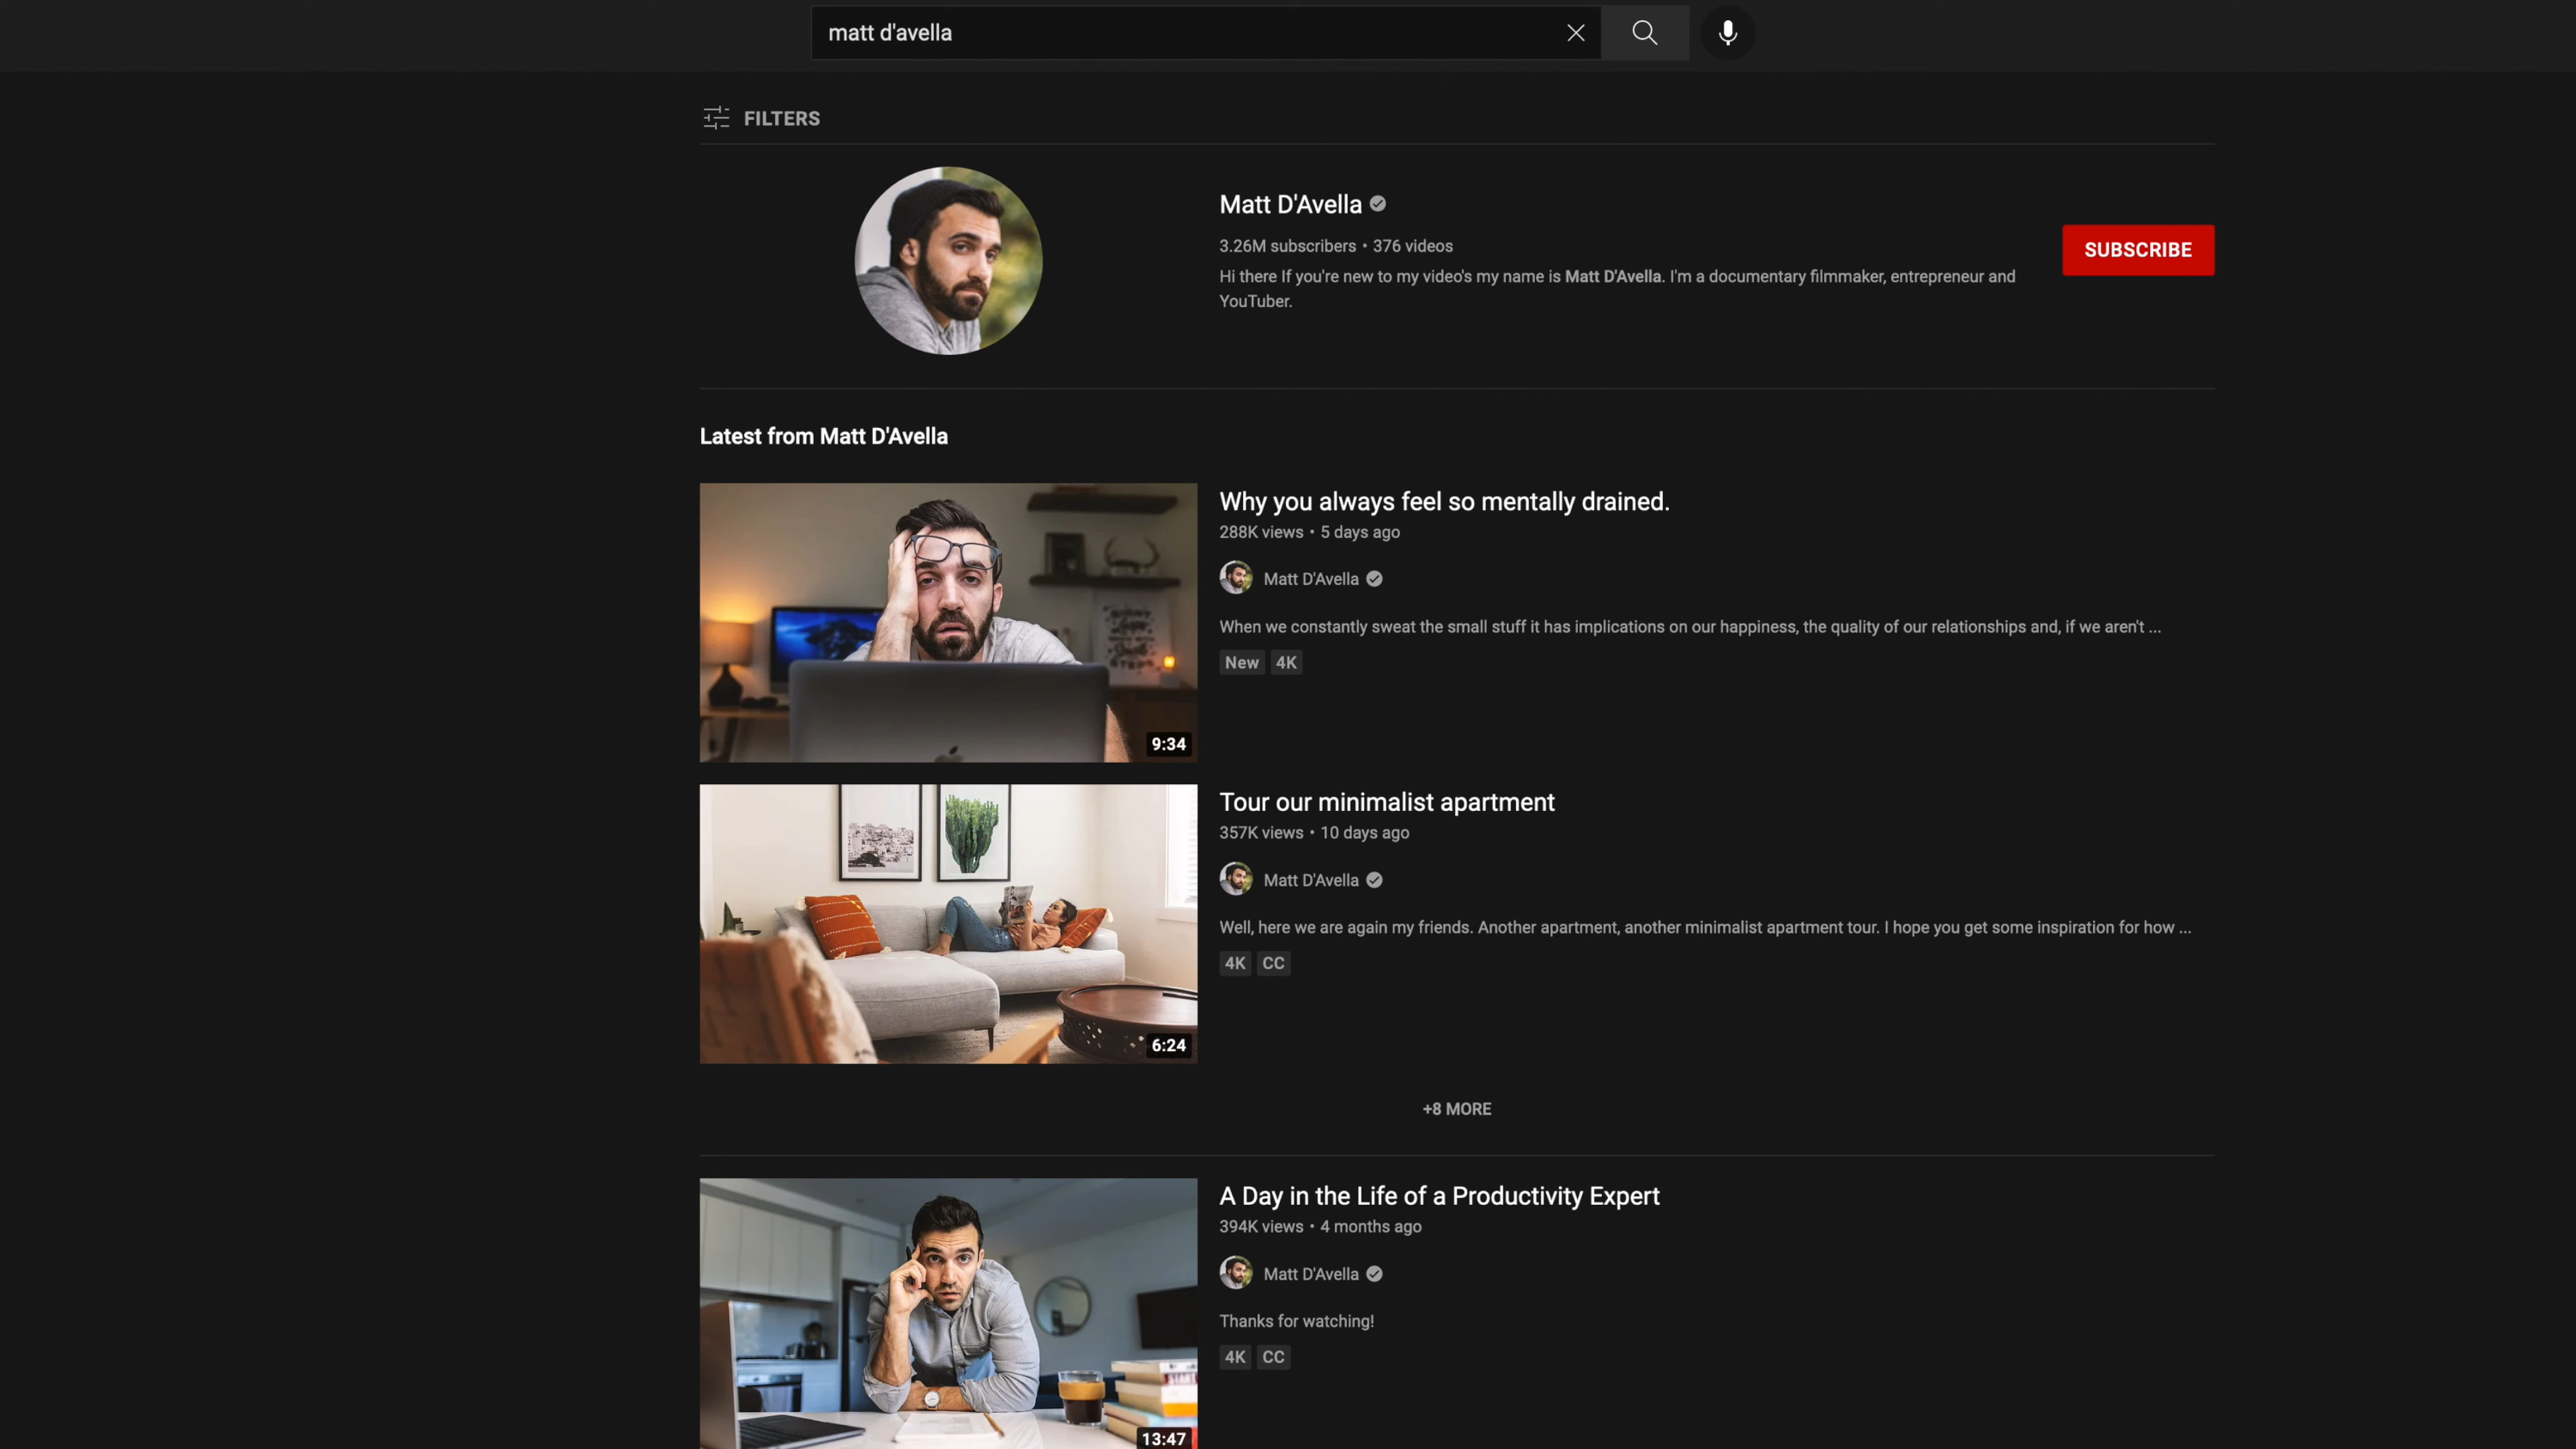 matt d'avella
FILTERS
Matt D'Avella
3.26M subscribers • 376 videos
Hi there If you're new to my video's my name is Matt D'Avella. I'm a documentary filmmaker, entrepreneur and
YouTuber.
SUBSCRIBE
Latest from Matt D'Avella
9:34
Why you always feel so mentally drained.
288K views • 5 days ago
Matt D'Avella
When we constantly sweat the small stuff it has implications on our happiness, the quality of our relationships and, if we aren't ...
New 4K
6:24
Tour our minimalist apartment
357K views • 10 days ago
Matt D'Avella
Well, here we are again my friends. Another apartment, another minimalist apartment tour. I hope you get some inspiration for how ...
4K CC
+8 MORE
13:47
A Day in the Life of a Productivity Expert
394K views • 4 months ago
Matt D'Avella
Thanks for watching!
4K CC